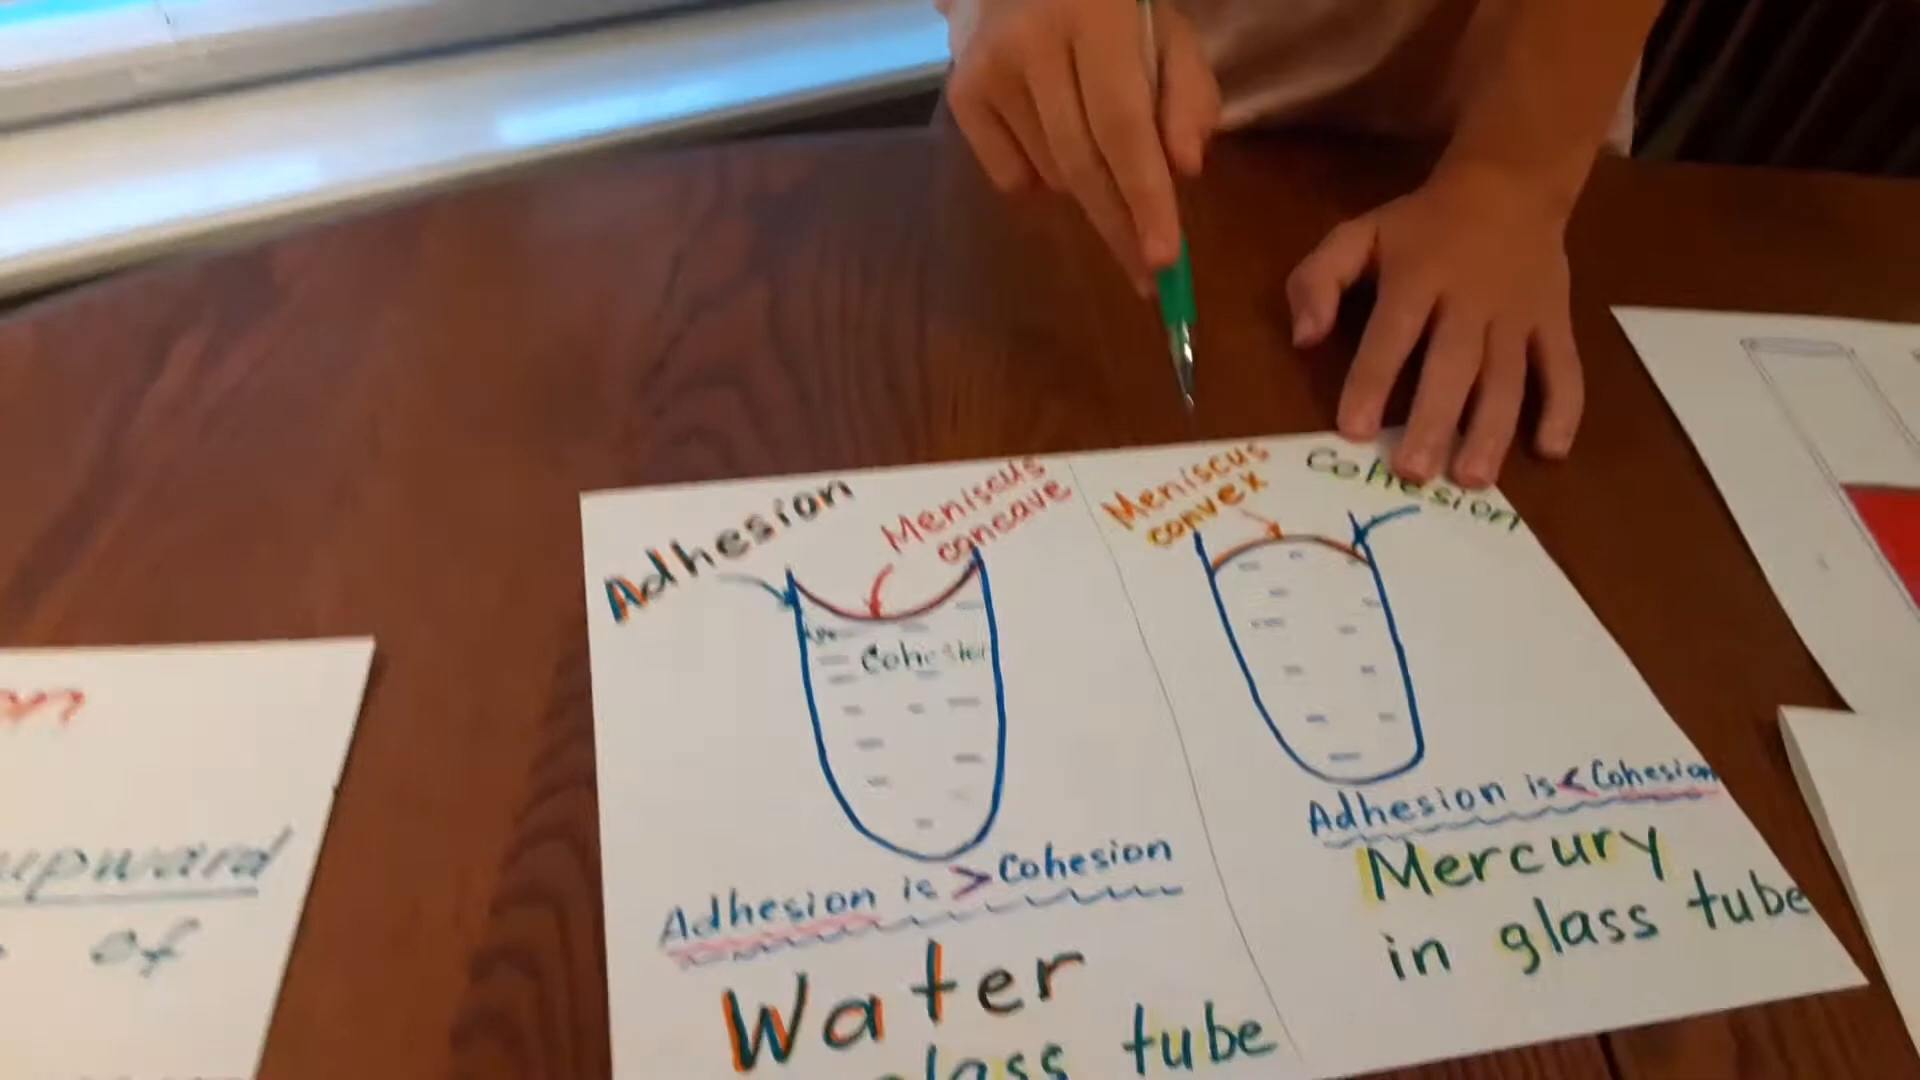 upward
of
Adhesion
Meniscus
concave
Cohesion
Adhesion is > Cohesion
Water
glass tube
Meniscus
convex
Cohesion
Adhesion is < Cohesion
Mercury
in glass tube